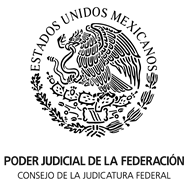 ESTADOS UNIDOS MEXICANOS
PODER JUDICIAL DE LA FEDERACIÓN
CONSEJO DE LA JUDICATURA FEDERAL